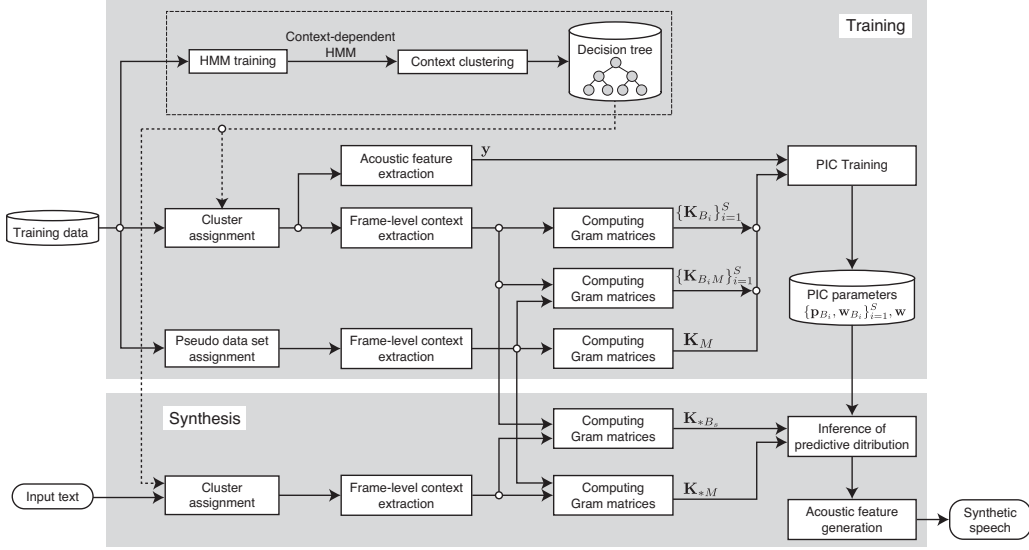 Training
Context-dependent
HMM
HMM training
Context clustering
Decision tree
Acoustic feature
extraction
y
PIC Training
Training data
Cluster
assignment
Frame-level context
extraction
Computing
Gram matrices
{K_{B_i}}_{i=1}^S
Computing
Gram matrices
{K_{B_iM}}_{i=1}^S
PIC parameters
{p_{B_i}, w_{B_i}}_{i=1}^S, w
Pseudo data set
assignment
Frame-level context
extraction
Computing
Gram matrices
K_M
Synthesis
Computing
Gram matrices
K_{*B_s}
Inference of
predictive ditribution
Input text
Cluster
assignment
Frame-level context
extraction
Computing
Gram matrices
K_{*M}
Acoustic feature
generation
Synthetic
speech